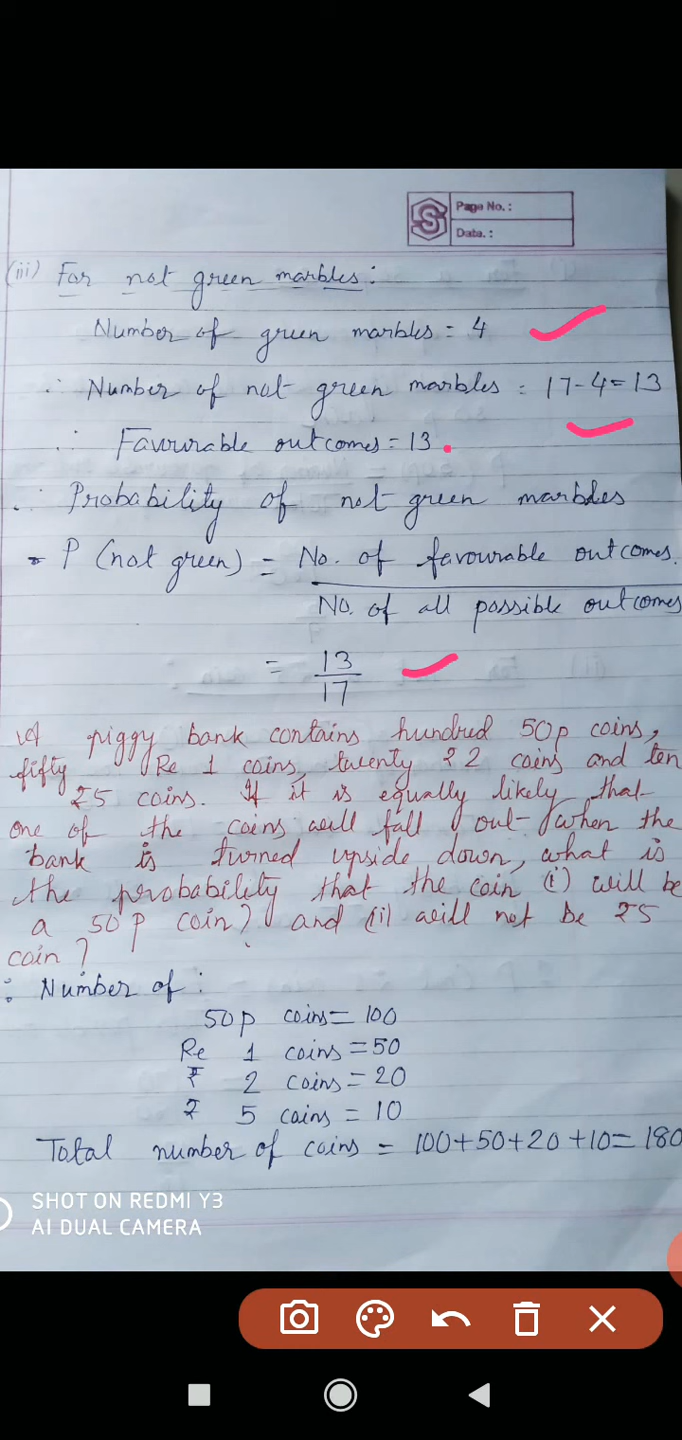 Page No. :
Data. :
(iii) For not green marbles :
Number of green marbles = 4
∴ Number of not green marbles = 17-4=13
∴ Favourable outcomes = 13
∴ Probability of not green marbles
P (not green) = No. of favourable outcomes.
No. of all possible outcomes
= 13
17
A piggy bank contains hundred 50p coins,
fifty Re 1 coins, twenty ₹2 coins and ten
₹5 coins. If it is equally likely that
one of the coins will fall out when the
bank is turned upside down, what is
the probability that the coin (i) will be
a 50 p coin? and (ii) will not be ₹5
coin ?
: Number of :
50p coins = 100
Re 1 coins = 50
₹ 2 coins = 20
₹ 5 coins = 10
Total number of coins = 100+50+20+10= 180
SHOT ON REDMI Y3
AI DUAL CAMERA